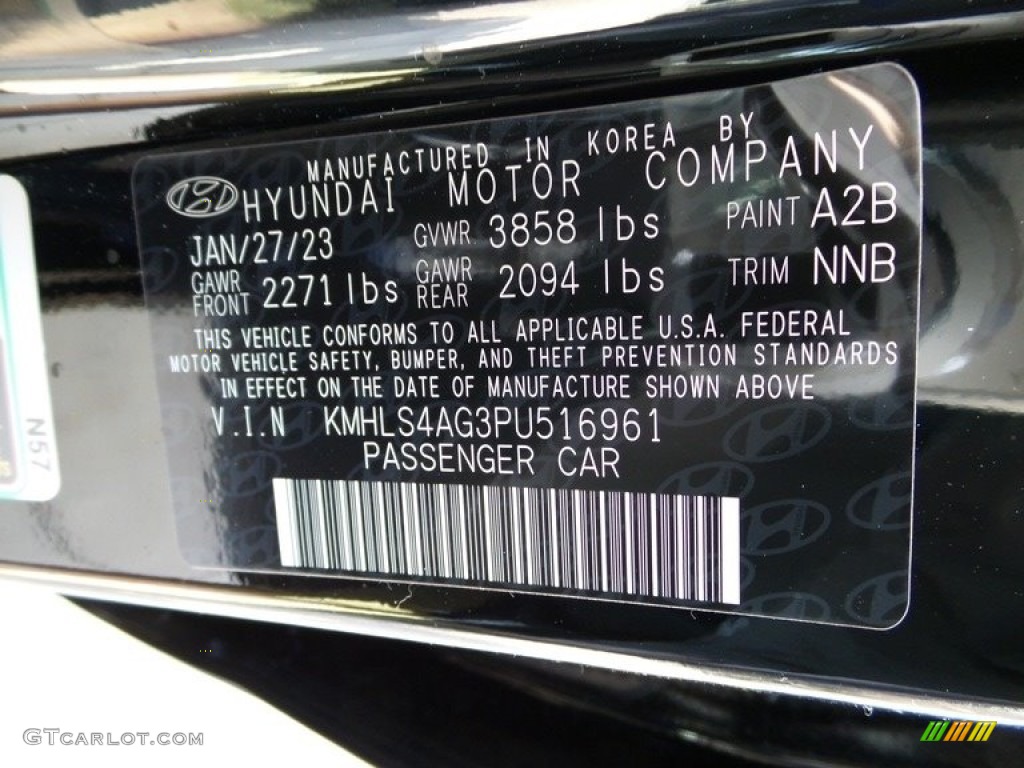 MANUFACTURED IN KOREA BY
HYUNDAI MOTOR COMPANY
JAN/27/23 GVWR 3858 lbs PAINT A2B
GAWR FRONT 2271 lbs GAWR REAR 2094 lbs TRIM NNB
THIS VEHICLE CONFORMS TO ALL APPLICABLE U.S.A. FEDERAL
MOTOR VEHICLE SAFETY, BUMPER, AND THEFT PREVENTION STANDARDS
IN EFFECT ON THE DATE OF MANUFACTURE SHOWN ABOVE
V.I.N KMHLS4AG3PU516961
PASSENGER CAR
N57
GTCARLOT.COM